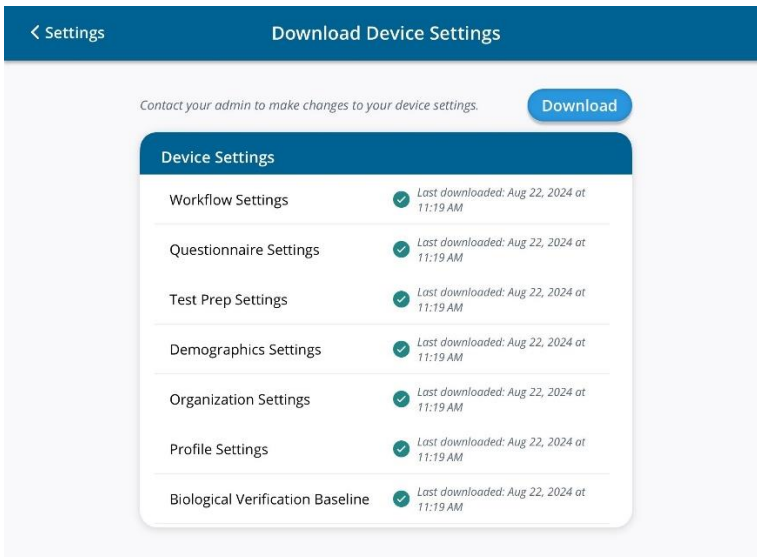 Settings
Download Device Settings
Contact your admin to make changes to your device settings.
Download
Device Settings
Workflow Settings
Last downloaded: Aug 22, 2024 at
11:19 AM
Questionnaire Settings
Last downloaded: Aug 22, 2024 at
11:19 AM
Test Prep Settings
Last downloaded: Aug 22, 2024 at
11:19 AM
Demographics Settings
Last downloaded: Aug 22, 2024 at
11:19 AM
Organization Settings
Last downloaded: Aug 22, 2024 at
11:19 AM
Profile Settings
Last downloaded: Aug 22, 2024 at
11:19 AM
Biological Verification Baseline
Last downloaded: Aug 22, 2024 at
11:19 AM